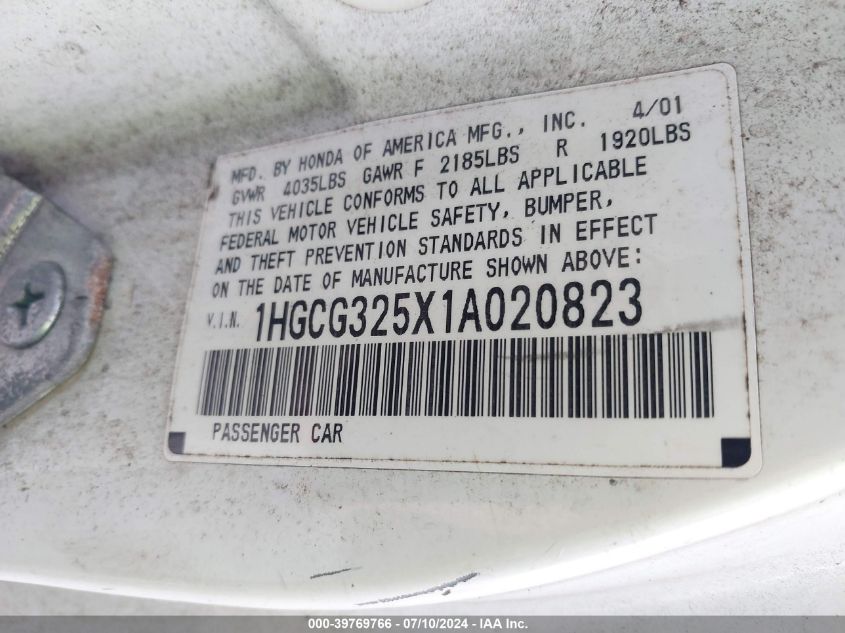 4/01
MFD. BY HONDA OF AMERICA MFG., INC.
GVWR 4035LBS GAWR F 2185LBS R 1920LBS
THIS VEHICLE CONFORMS TO ALL APPLICABLE
FEDERAL MOTOR VEHICLE SAFETY, BUMPER,
AND THEFT PREVENTION STANDARDS IN EFFECT
ON THE DATE OF MANUFACTURE SHOWN ABOVE:
V.I.N. 1HGCG325X1A020823
PASSENGER CAR
000-39769766 - 07/10/2024 - IAA Inc.